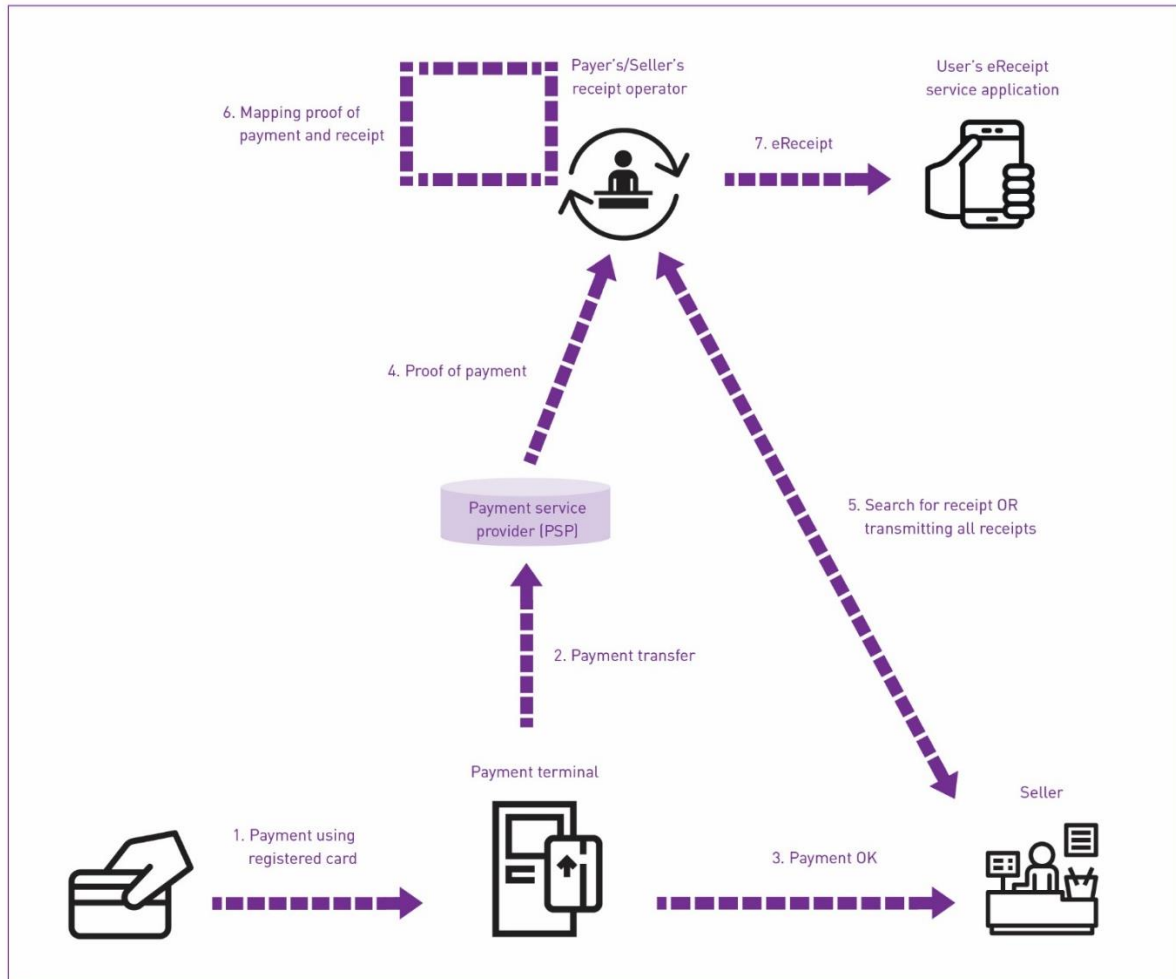 Payer's/Seller's
receipt operator
User's eReceipt
service application
6. Mapping proof of
payment and receipt
7. eReceipt
4. Proof of payment
Payment service
provider (PSP)
5. Search for receipt OR
transmitting all receipts
2. Payment transfer
Payment terminal
Seller
1. Payment using
registered card
3. Payment OK